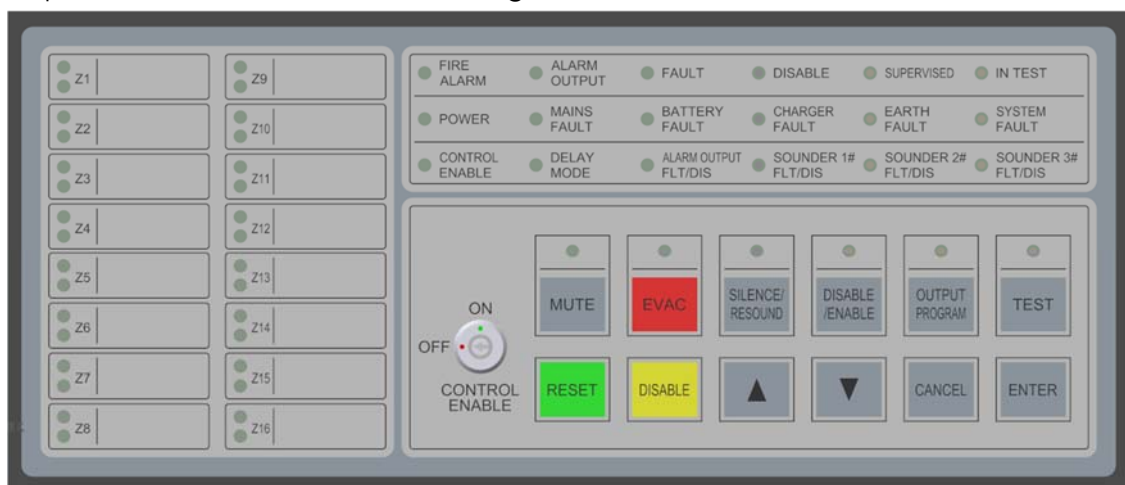 Z1
Z2
Z3
Z4
Z5
Z6
Z7
Z8
Z9
Z10
Z11
Z12
Z13
Z14
Z15
Z16
FIRE
ALARM
ALARM
OUTPUT
FAULT
DISABLE
SUPERVISED
IN TEST
POWER
MAINS
FAULT
BATTERY
FAULT
CHARGER
FAULT
EARTH
FAULT
SYSTEM
FAULT
CONTROL
ENABLE
DELAY
MODE
ALARM OUTPUT
FLT/DIS
SOUNDER 1#
FLT/DIS
SOUNDER 2#
FLT/DIS
SOUNDER 3#
FLT/DIS
ON
OFF
CONTROL
ENABLE
MUTE
EVAC
SILENCE/
RESOUND
DISABLE
/ENABLE
OUTPUT
PROGRAM
TEST
RESET
DISABLE
▲
▼
CANCEL
ENTER